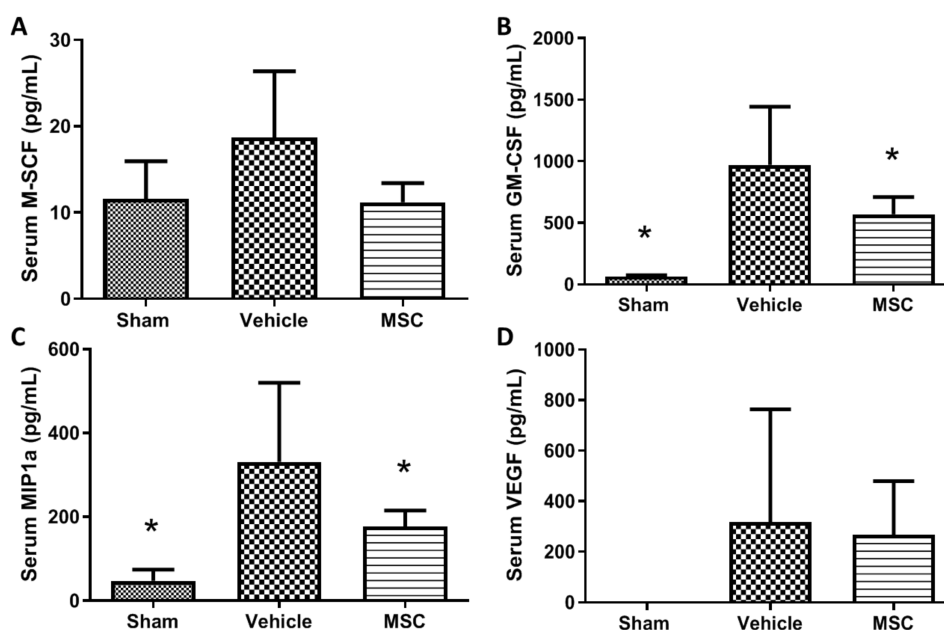 A
Serum M-SCF (pg/mL)
30
20
10
0
Sham Vehicle MSC
B
Serum GM-CSF (pg/mL)
2000
1500
1000
500
0
*
*
Sham Vehicle MSC
C
Serum MIP1a (pg/mL)
600
400
200
0
*
*
Sham Vehicle MSC
D
Serum VEGF (pg/mL)
1000
800
600
400
200
0
Sham Vehicle MSC